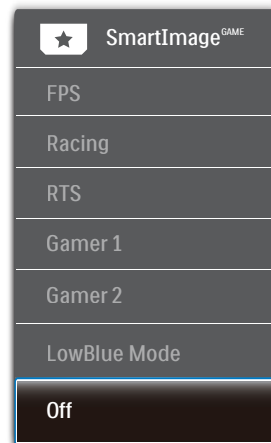 SmartImage GAME
FPS
Racing
RTS
Gamer 1
Gamer 2
LowBlue Mode
Off